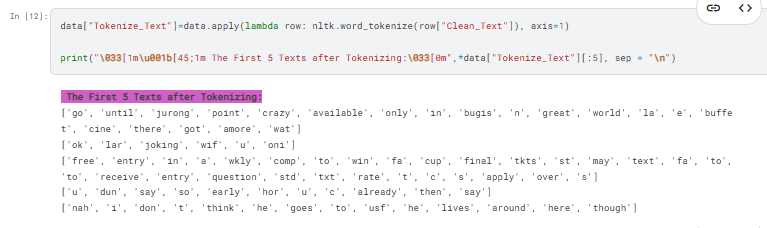 In [12]:
data["Tokenize_Text"]=data.apply(lambda row: nltk.word_tokenize(row["Clean_Text"]), axis=1)
print("\033[1m\u001b[45;1m The First 5 Texts after Tokenizing:\033[0m",*data["Tokenize_Text"][:5], sep = "\n")
The First 5 Texts after Tokenizing:
['go', 'until', 'jurong', 'point', 'crazy', 'available', 'only', 'in', 'bugis', 'n', 'great', 'world', 'la', 'e', 'buffe
t', 'cine', 'there', 'got', 'amore', 'wat']
['ok', 'lar', 'joking', 'wif', 'u', 'oni']
['free', 'entry', 'in', 'a', 'wkly', 'comp', 'to', 'win', 'fa', 'cup', 'final', 'tkts', 'st', 'may', 'text', 'fa', 'to',
'to', 'receive', 'entry', 'question', 'std', 'txt', 'rate', 't', 'c', 's', 'apply', 'over', 's']
['u', 'dun', 'say', 'so', 'early', 'hor', 'u', 'c', 'already', 'then', 'say']
['nah', 'i', 'don', 't', 'think', 'he', 'goes', 'to', 'usf', 'he', 'lives', 'around', 'here', 'though']